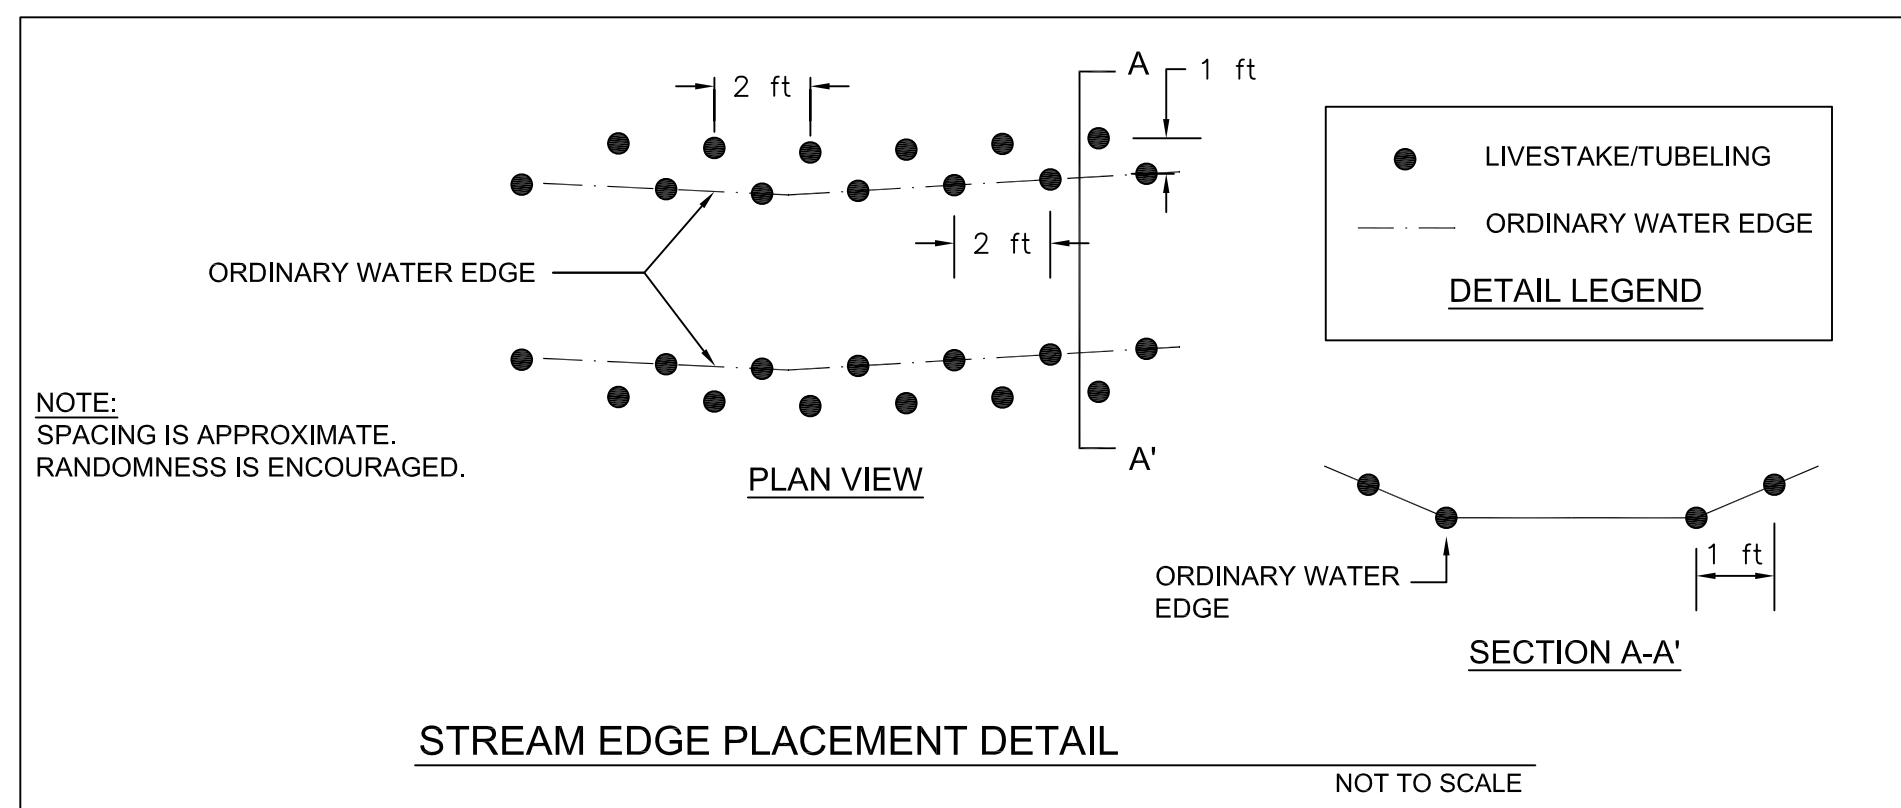 2 ft
A
1 ft
LIVESTAKE/TUBELING
ORDINARY WATER EDGE
DETAIL LEGEND
2 ft
ORDINARY WATER EDGE
NOTE:
SPACING IS APPROXIMATE.
RANDOMNESS IS ENCOURAGED.
A'
PLAN VIEW
1 ft
ORDINARY WATER
EDGE
SECTION A-A'
STREAM EDGE PLACEMENT DETAIL
NOT TO SCALE